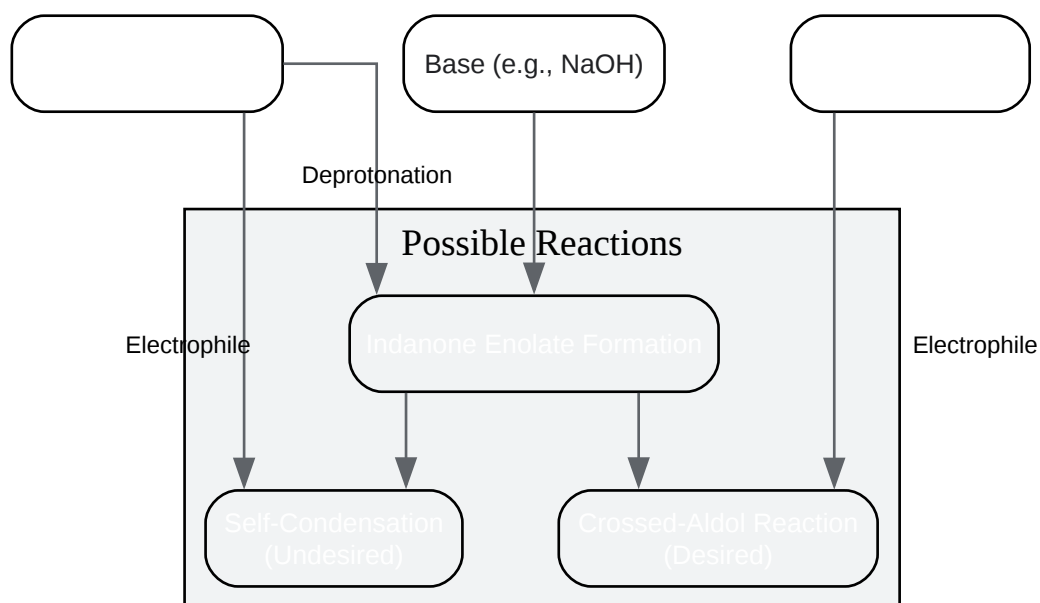 Base (e.g., NaOH)
Deprotonation
Possible Reactions
Indanone Enolate Formation
Electrophile
Electrophile
Self-Condensation
(Undesired)
Crossed-Aldol Reaction
(Desired)